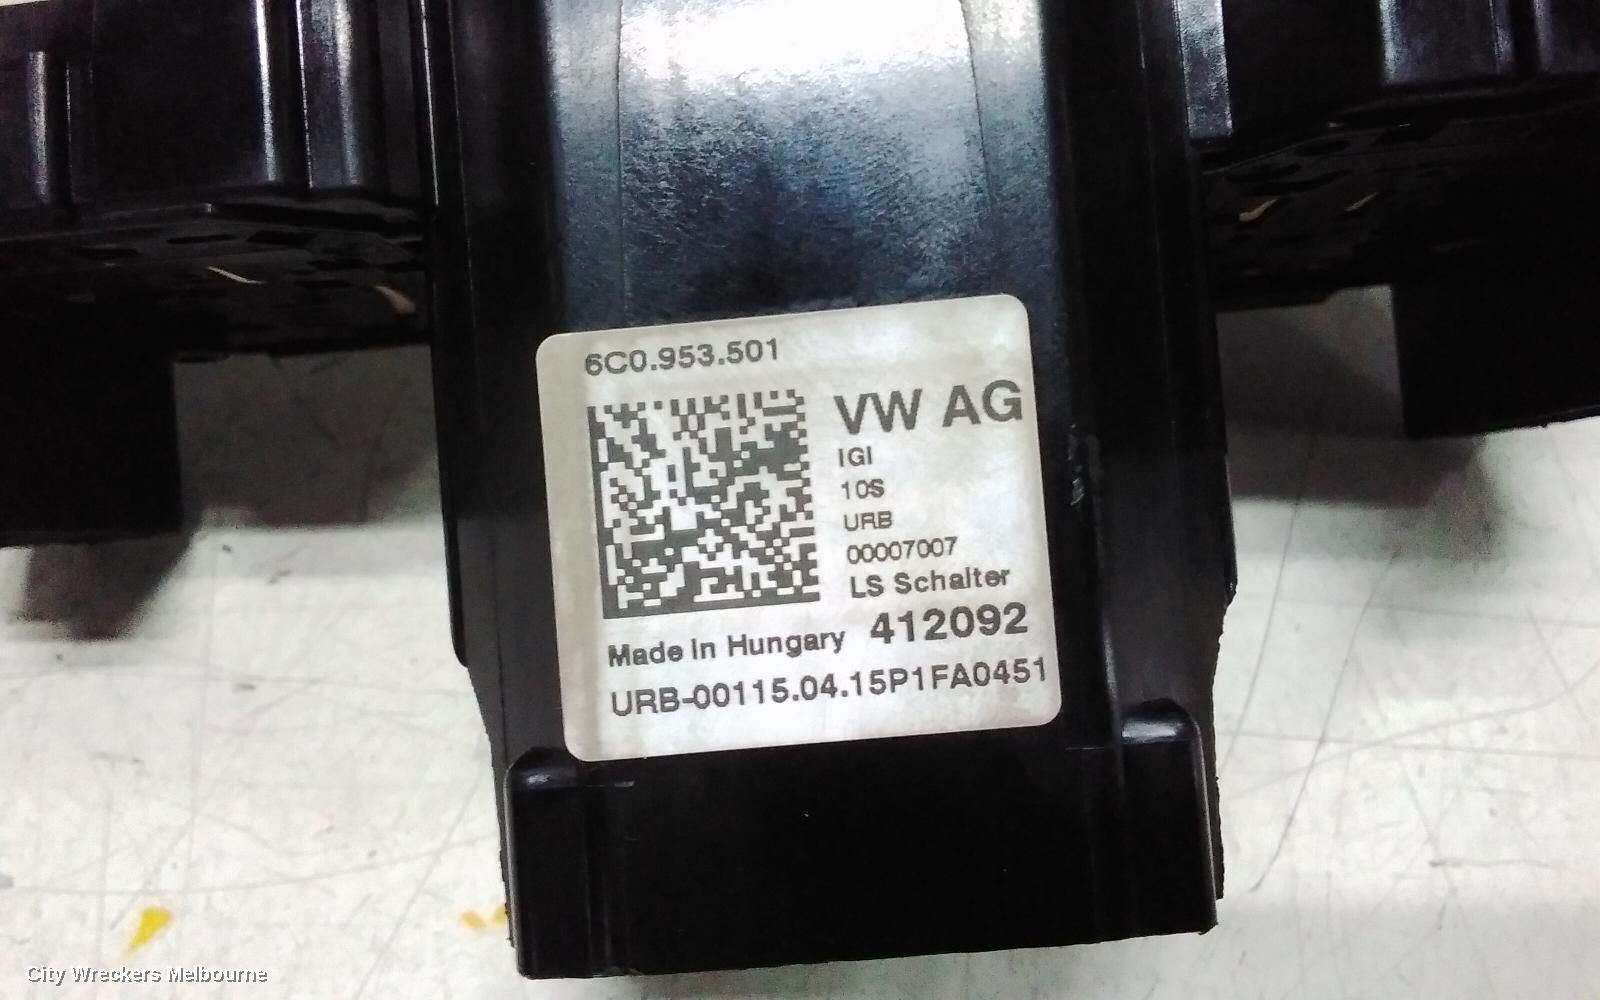 6C0.953.501
VW AG
IGI
10S
URB
00007007
LS Schalter
Made in Hungary 412092
URB-00115.04.15P1FA0451
City Wreckers Melbourne